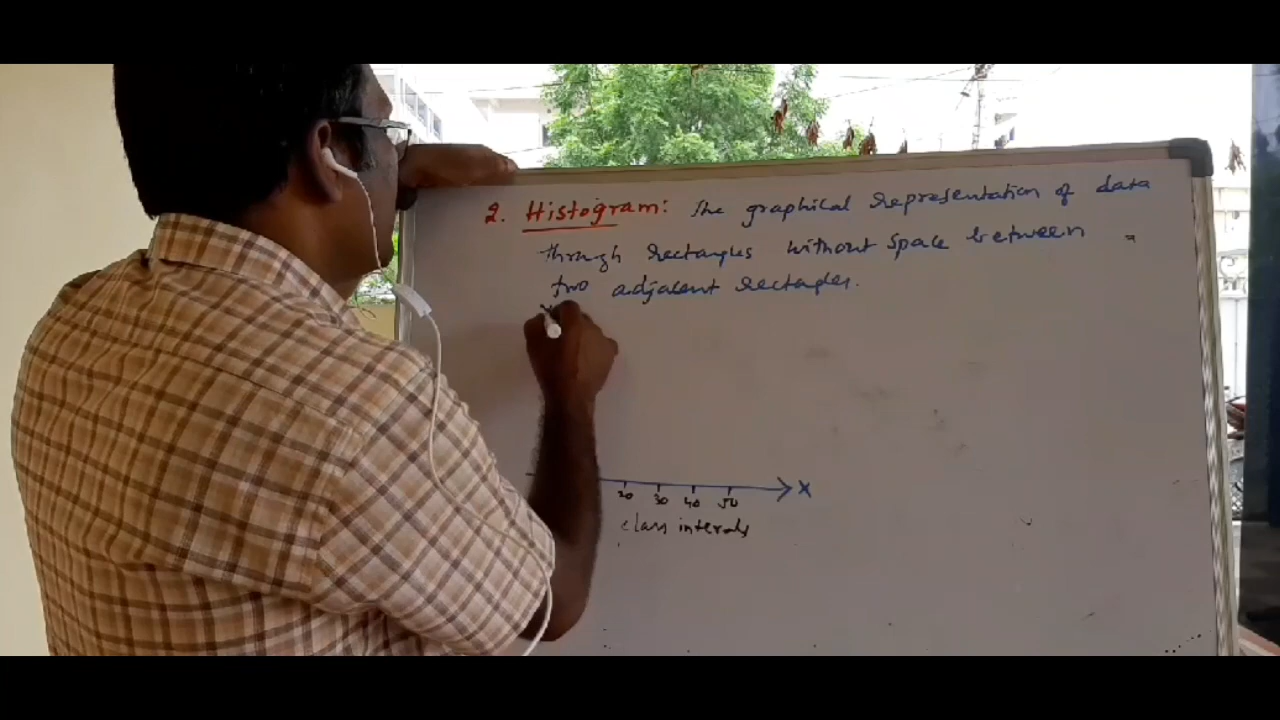 2. Histogram: The graphical representation of data
through rectangles without space between
two adjacent rectagles.
20 30 40 50 X
class intervals